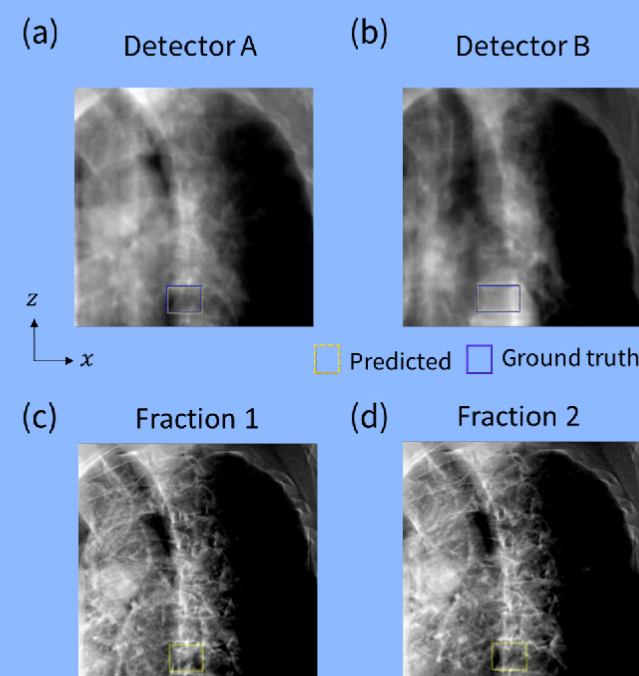 (a)
Detector A
(b)
Detector B
z
x
Predicted
Ground truth
(c)
Fraction 1
(d)
Fraction 2